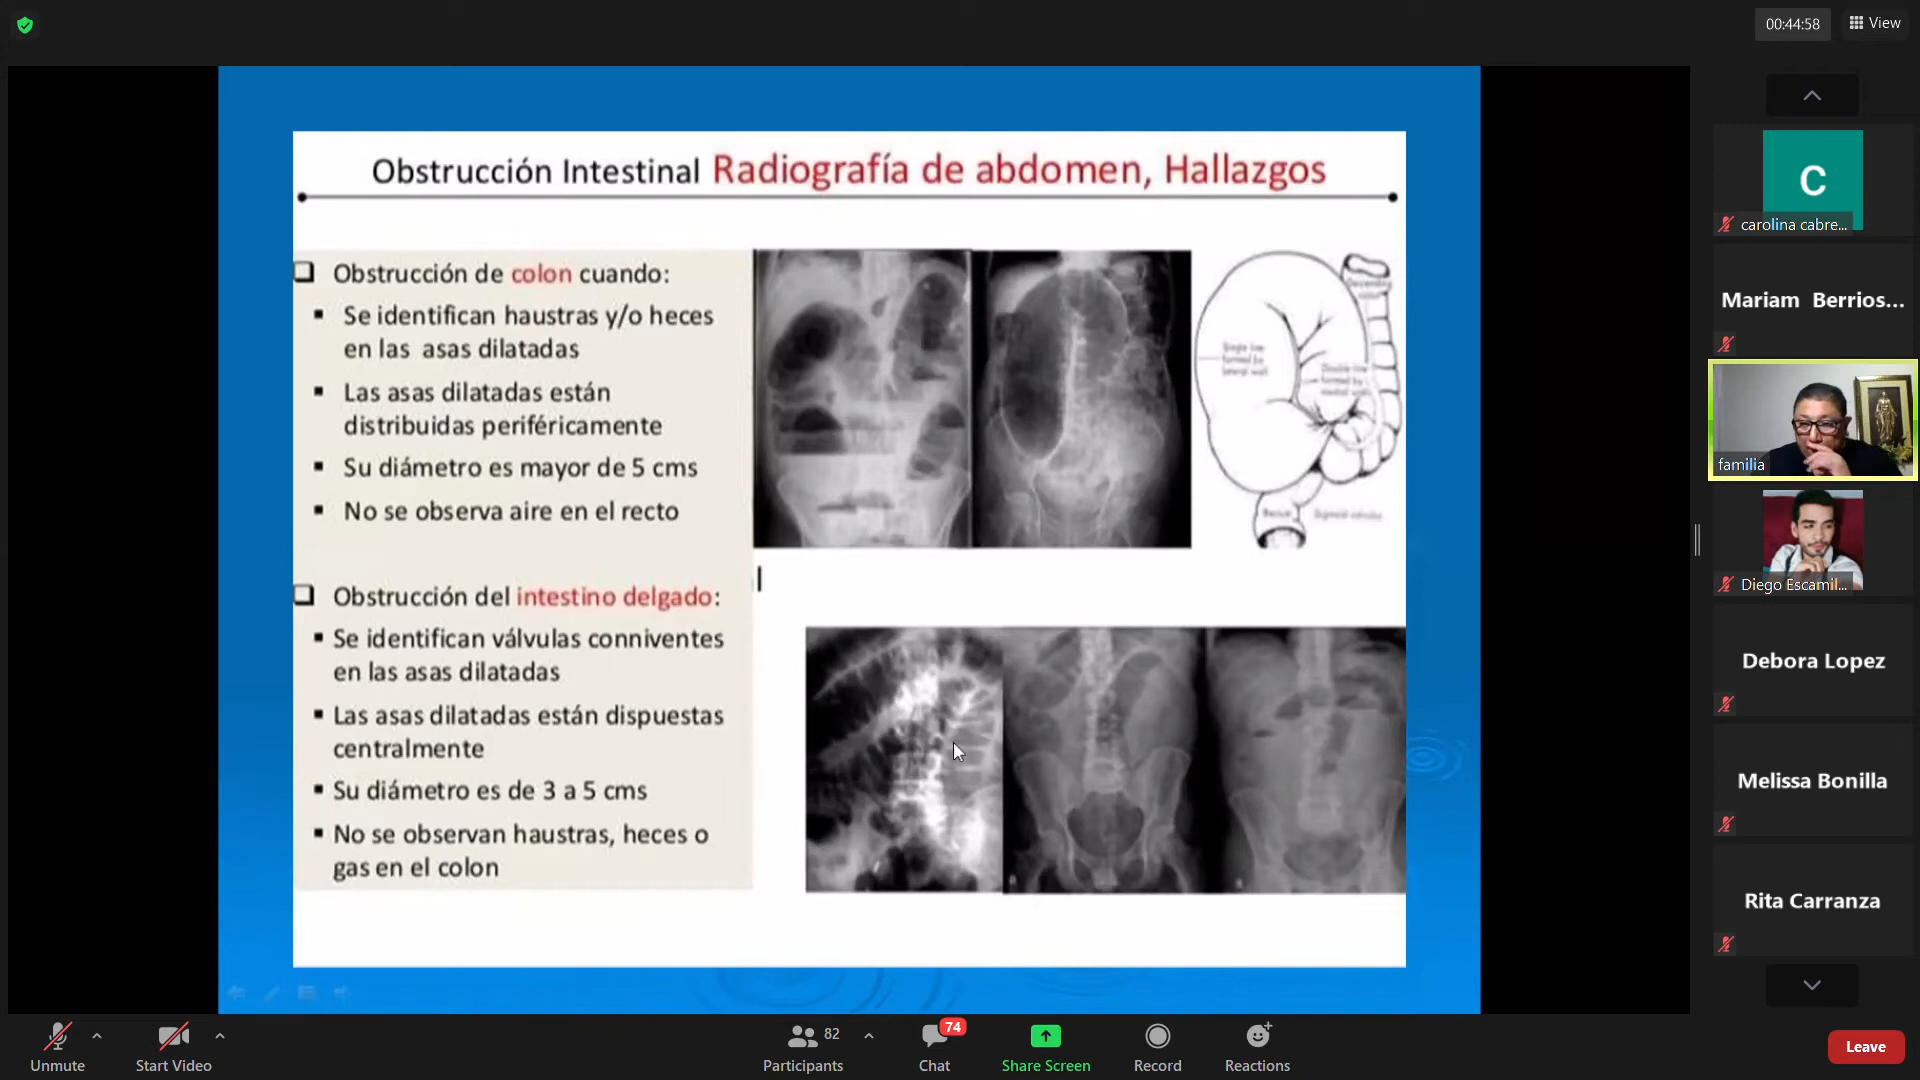 00:44:58
View
Obstrucción Intestinal Radiografía de abdomen, Hallazgos
Obstrucción de colon cuando:
Se identifican haustras y/o heces
en las asas dilatadas
Las asas dilatadas están
distribuidas periféricamente
Su diámetro es mayor de 5 cms
No se observa aire en el recto
Obstrucción del intestino delgado:
Se identifican válvulas conniventes
en las asas dilatadas
Las asas dilatadas están dispuestas
centralmente
Su diámetro es de 3 a 5 cms
No se observan haustras, heces o
gas en el colon
l
C
carolina cabre...
Mariam Berrios...
familia
Diego Escamil...
Debora Lopez
Melissa Bonilla
Rita Carranza
Unmute
Start Video
82
Participants
74
Chat
Share Screen
Record
Reactions
Leave